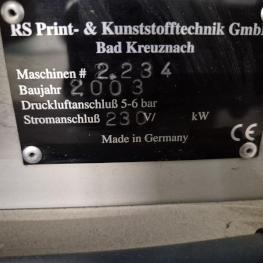 RS Print- & Kunststofftechnik GmbH
Bad Kreuznach
Maschinen # 2.234
Baujahr 2003
Druckluftanschluß 5-6 bar
Stromanschluß 230V/ kW
Made in Germany CE